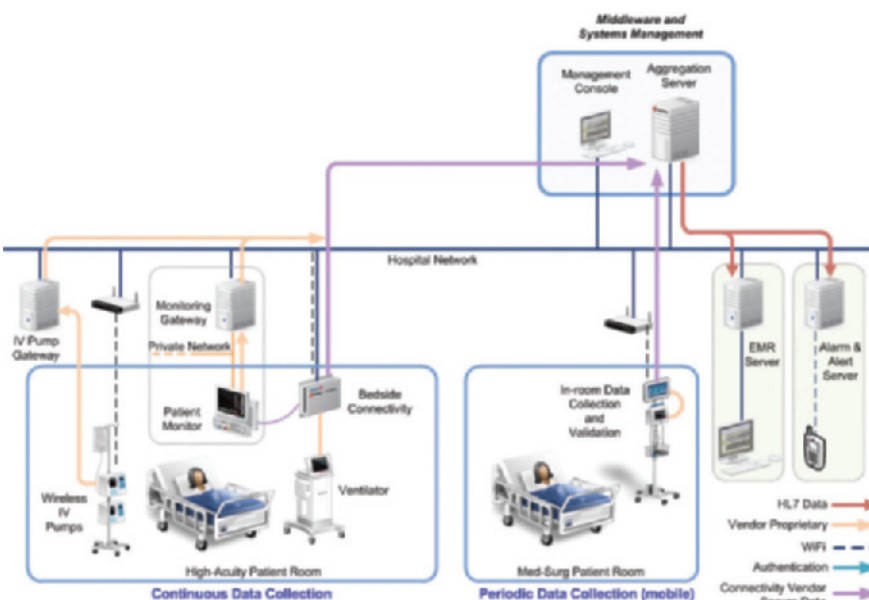 Middleware and
Systems Management
Management
Console
Aggregation
Server
Hospital Network
IV Pump
Gateway
Monitoring
Gateway
Private Network
Patient
Monitor
Bedside
Connectivity
Wireless
IV
Pumps
Ventilator
High-Acuity Patient Room
Continuous Data Collection
In-room Data
Collection
and
Validation
Med-Surg Patient Room
Periodic Data Collection (mobile)
EMR
Server
Alarm &
Alert
Server
HL7 Data
Vendor Proprietary
WiFi
Authentication
Connectivity Vendor